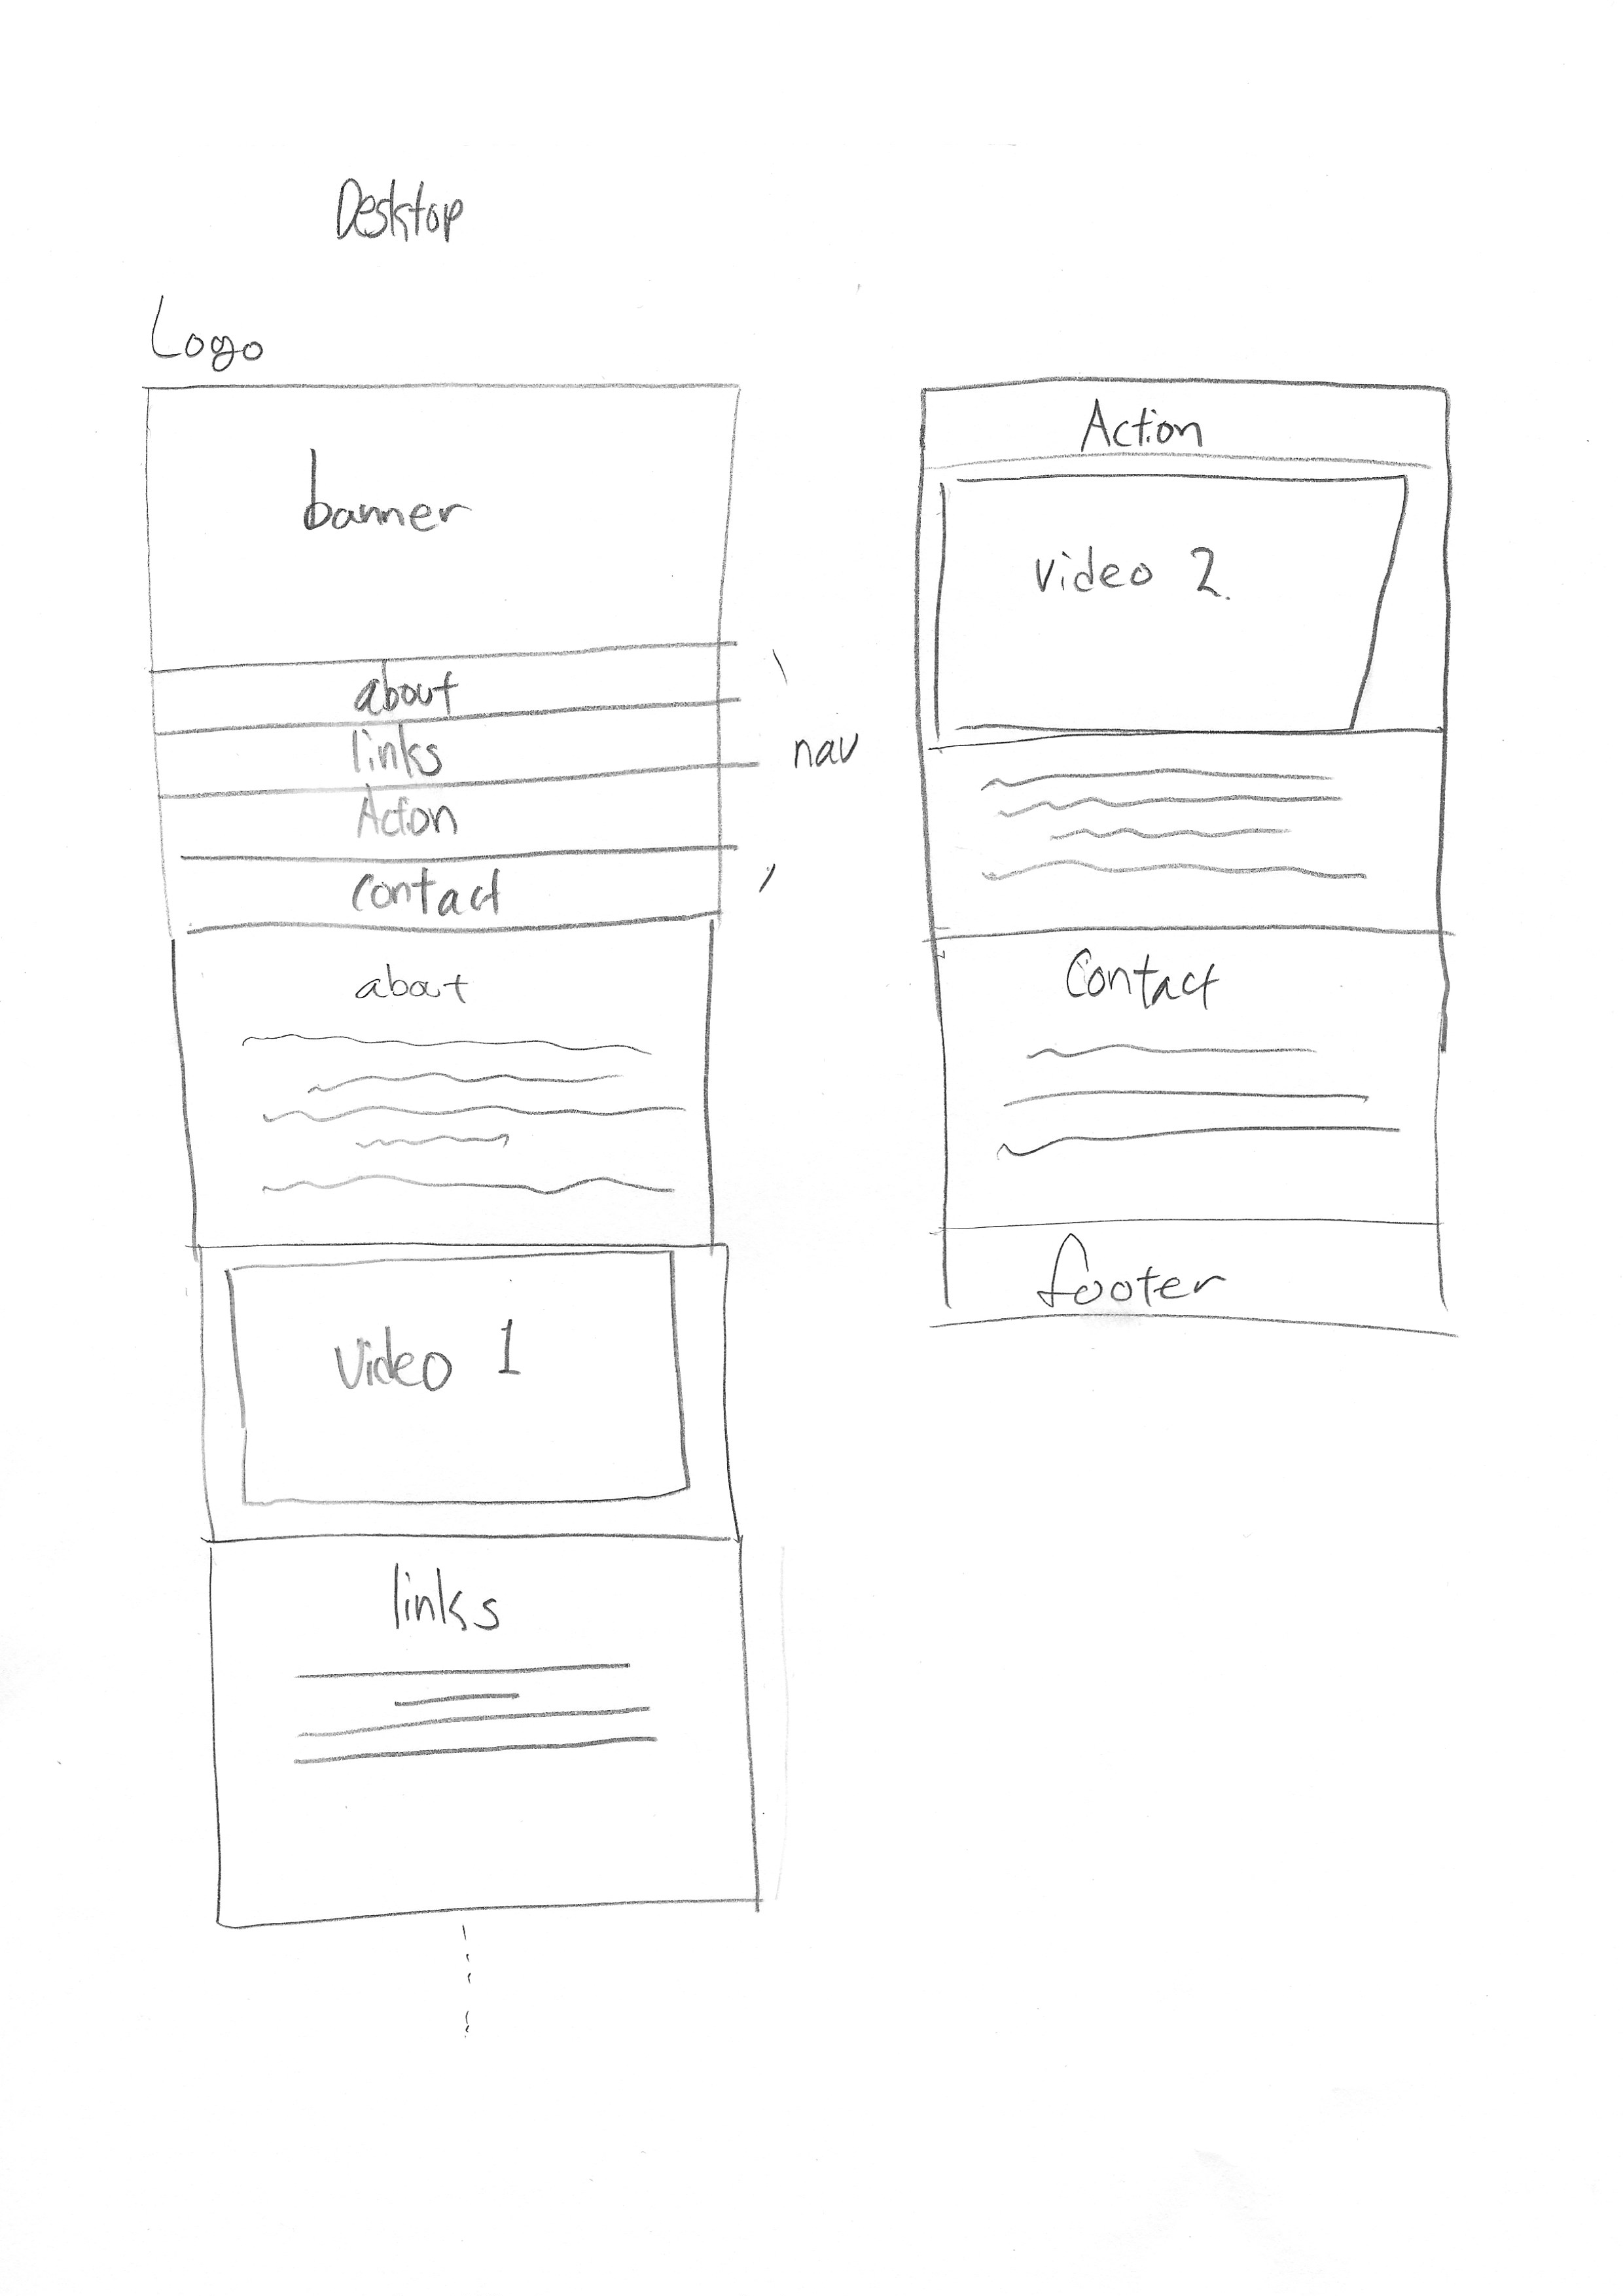 Desktop
Logo
banner
about
links
Action
contact
nav
about
Video 1
links
Action
Video 2.
Contact
footer